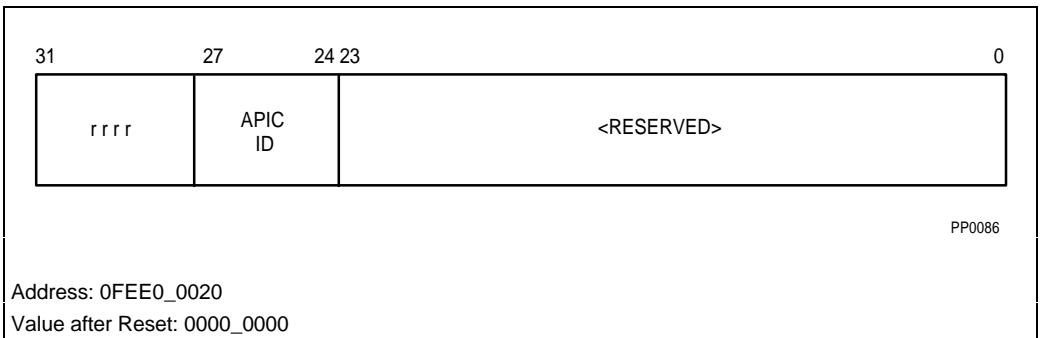 31 27 24 23 0
r r r r APIC <RESERVED>
ID
PP0086
Address: 0FEE0_0020
Value after Reset: 0000_0000